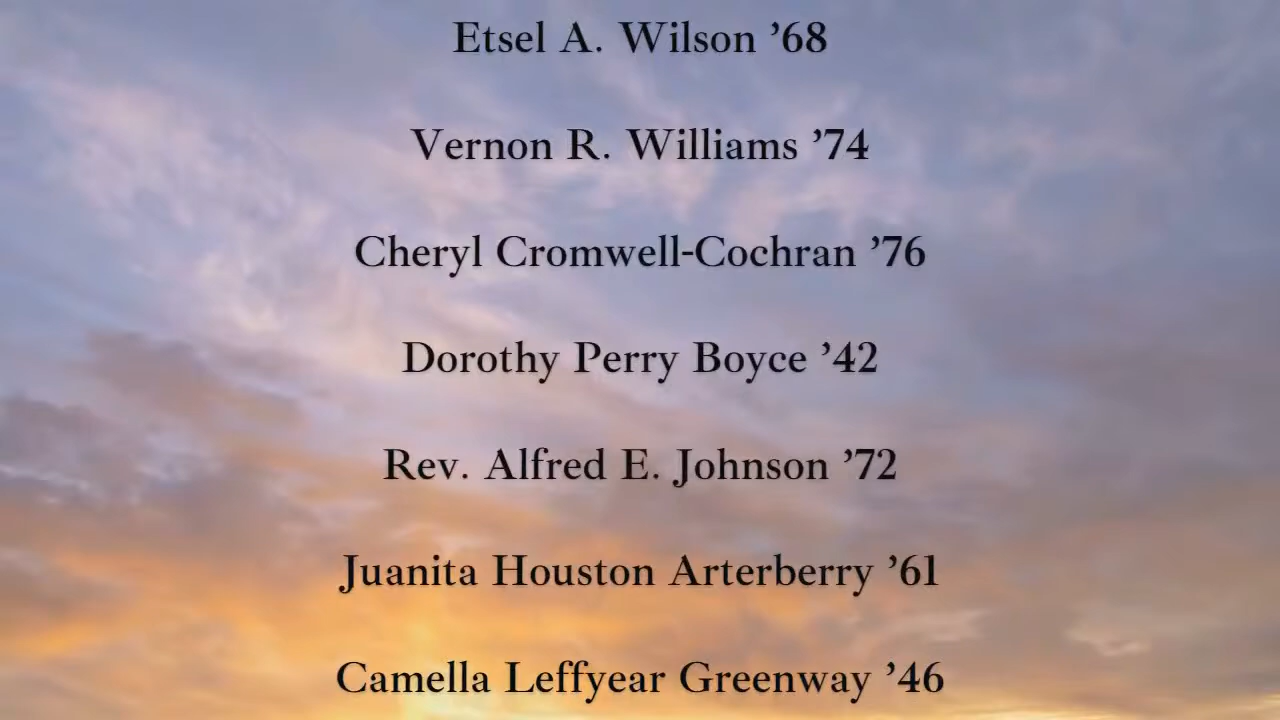 Etsel A. Wilson ’68
Vernon R. Williams ’74
Cheryl Cromwell-Cochran ’76
Dorothy Perry Boyce ’42
Rev. Alfred E. Johnson ’72
Juanita Houston Arterberry ’61
Camella Leffyear Greenway ’46